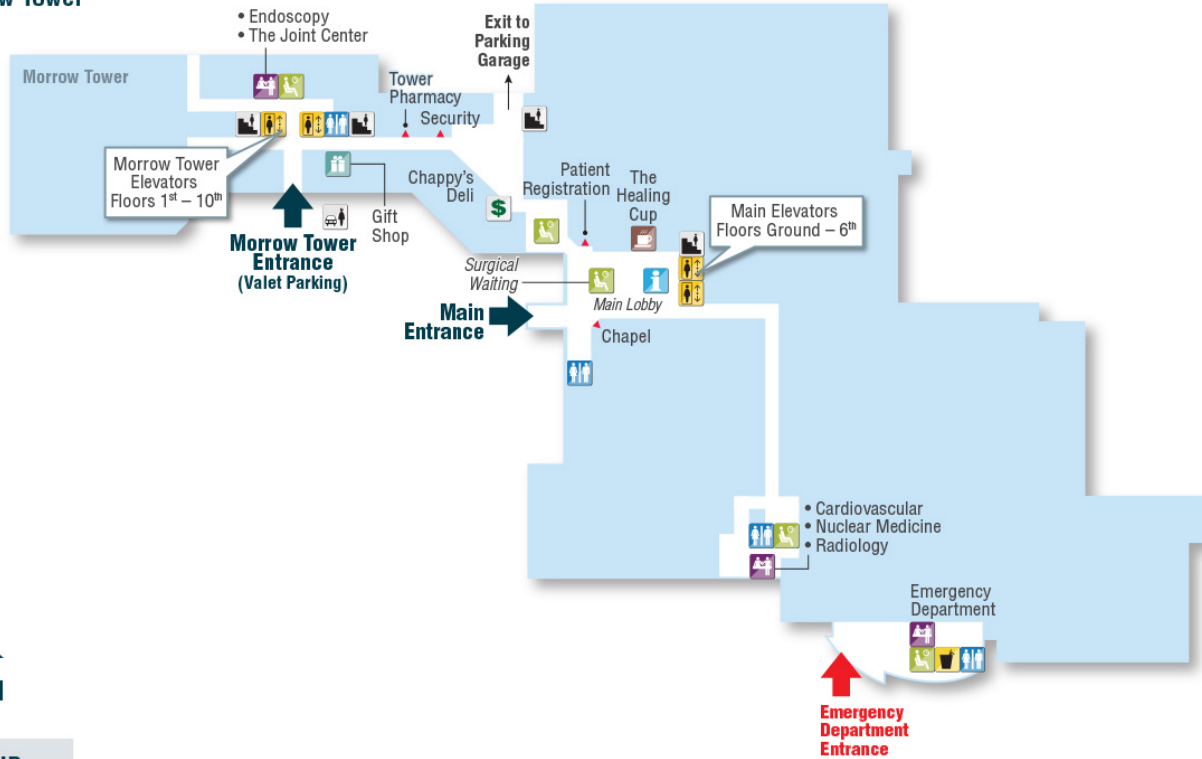 • Endoscopy
• The Joint Center
Exit to
Parking
Garage
Morrow Tower
Tower
Pharmacy
Security
Morrow Tower
Elevators
Floors 1st – 10th
Chappy's
Deli
$
Patient
Registration
The
Healing
Cup
Main Elevators
Floors Ground – 6th
Gift
Shop
Morrow Tower
Entrance
(Valet Parking)
Surgical
Waiting
i
Main Lobby
Main
Entrance
Chapel
• Cardiovascular
• Nuclear Medicine
• Radiology
Emergency
Department
Emergency
Department
Entrance